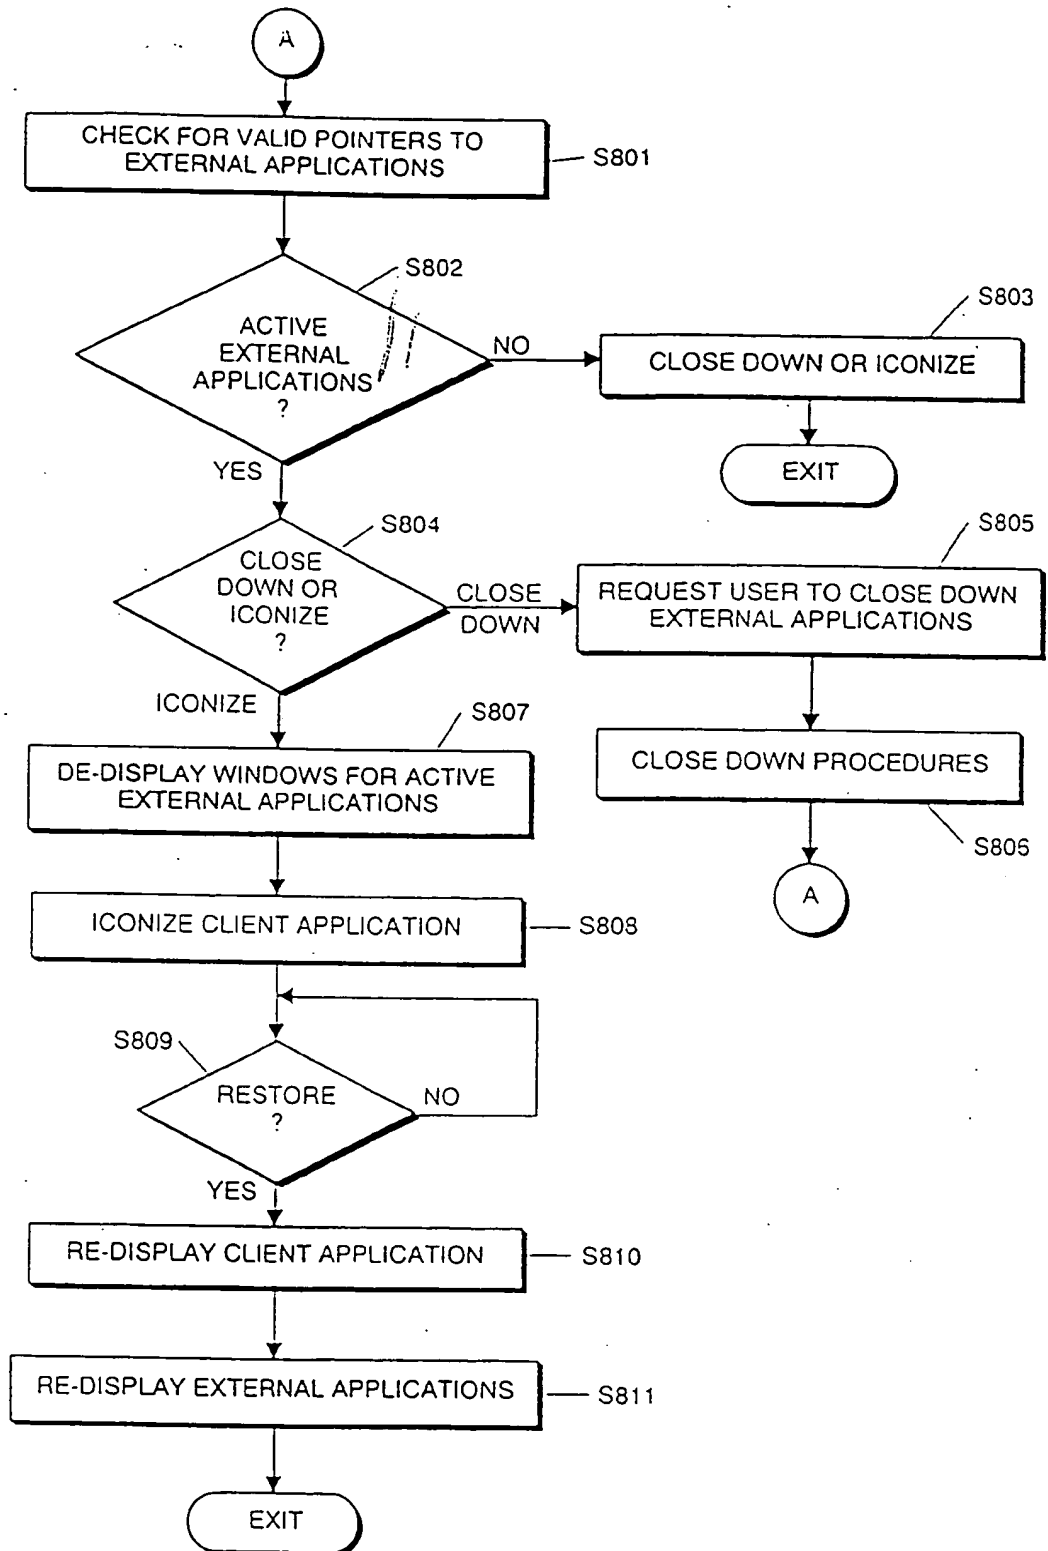 A
CHECK FOR VALID POINTERS TO
EXTERNAL APPLICATIONS
S801
S802
ACTIVE
EXTERNAL
APPLICATIONS
?
NO
S803
CLOSE DOWN OR ICONIZE
EXIT
YES
S804
CLOSE
DOWN OR
ICONIZE
?
CLOSE
DOWN
S805
REQUEST USER TO CLOSE DOWN
EXTERNAL APPLICATIONS
ICONIZE
S807
DE-DISPLAY WINDOWS FOR ACTIVE
EXTERNAL APPLICATIONS
CLOSE DOWN PROCEDURES
S806
A
ICONIZE CLIENT APPLICATION
S808
S809
RESTORE
?
NO
YES
RE-DISPLAY CLIENT APPLICATION
S810
RE-DISPLAY EXTERNAL APPLICATIONS
S811
EXIT